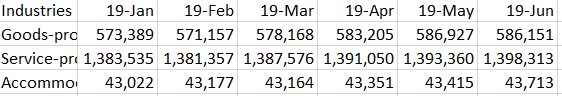 Industries 19-Jan 19-Feb 19-Mar 19-Apr 19-May 19-Jun
Goods-pro 573,389 571,157 578,168 583,205 586,927 586,151
Service-pro 1,383,535 1,381,357 1,387,576 1,391,050 1,393,360 1,398,313
Accommo 43,022 43,177 43,164 43,351 43,415 43,713